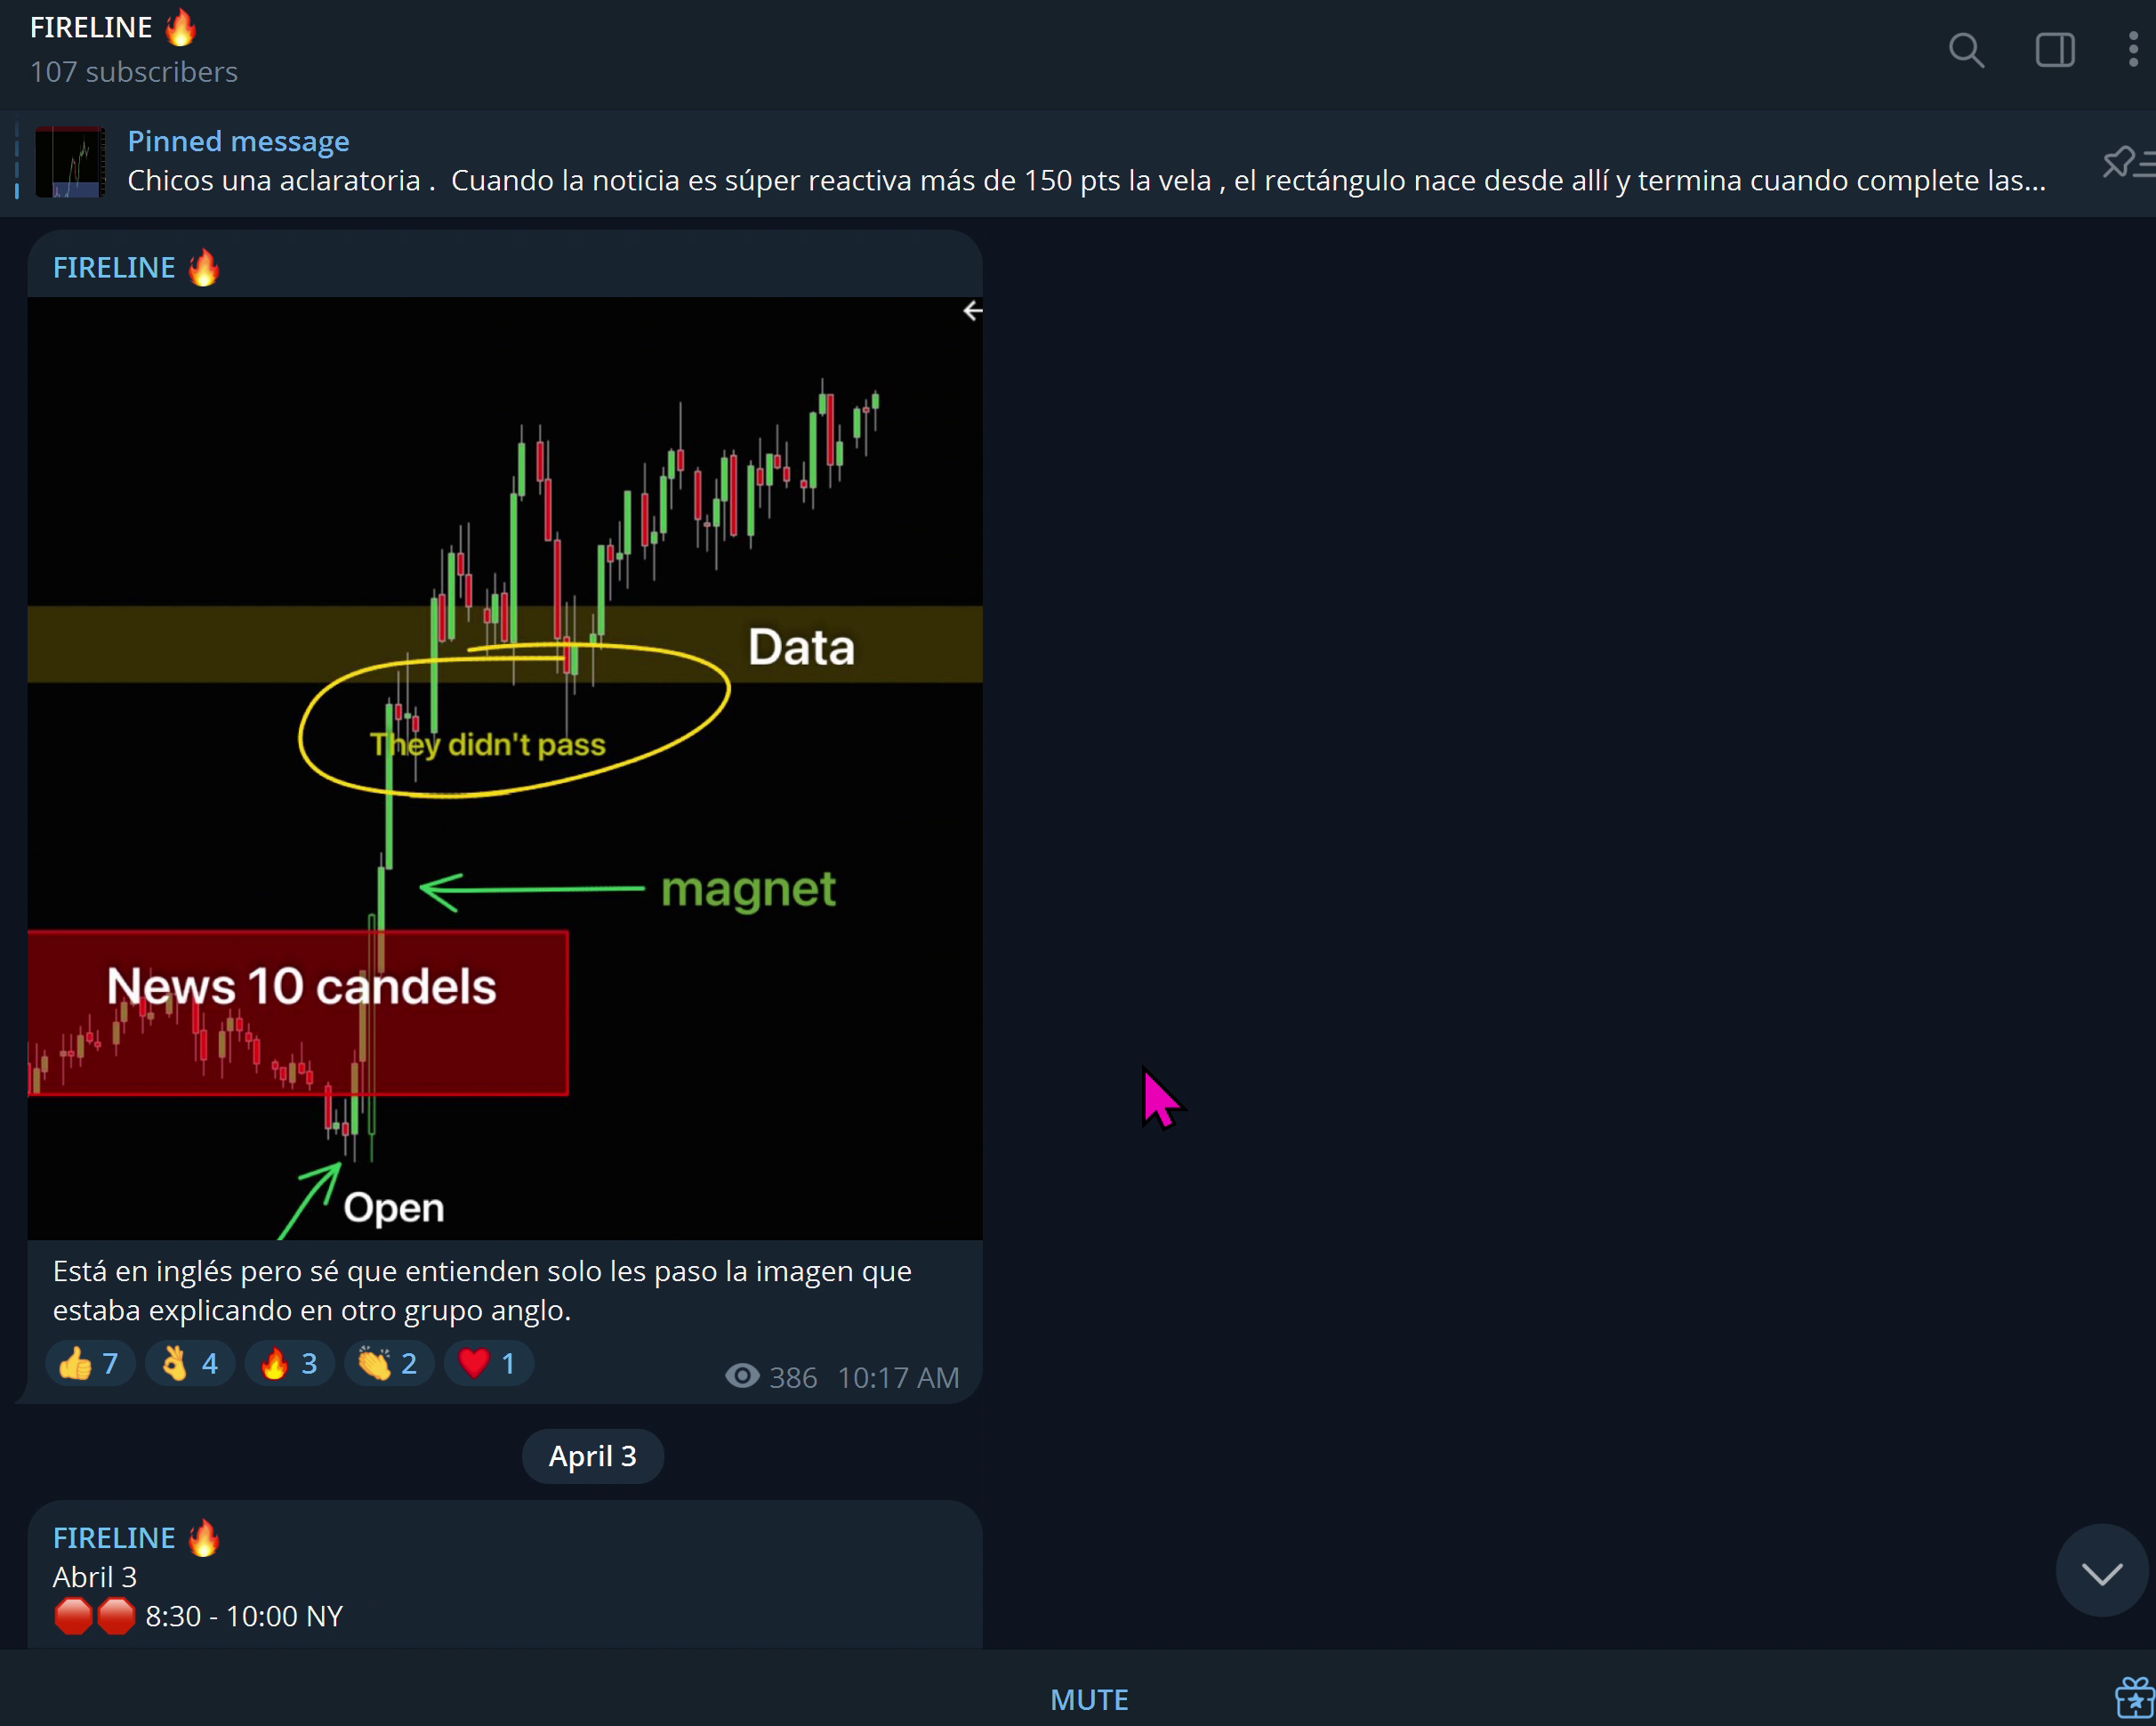 FIRELINE 🔥
107 subscribers
Pinned message
Chicos una aclaratoria .  Cuando la noticia es súper reactiva más de 150 pts la vela , el rectángulo nace desde allí y termina cuando complete las...
FIRELINE 🔥
Data
They didn't pass
magnet
News 10 candels
Open
Está en inglés pero sé que entienden solo les paso la imagen que
estaba explicando en otro grupo anglo.
👍 7 👌 4 🔥 3 👏 2 ❤️ 1 386 10:17 AM
April 3
FIRELINE 🔥
Abril 3
🛑🛑 8:30 - 10:00 NY
MUTE